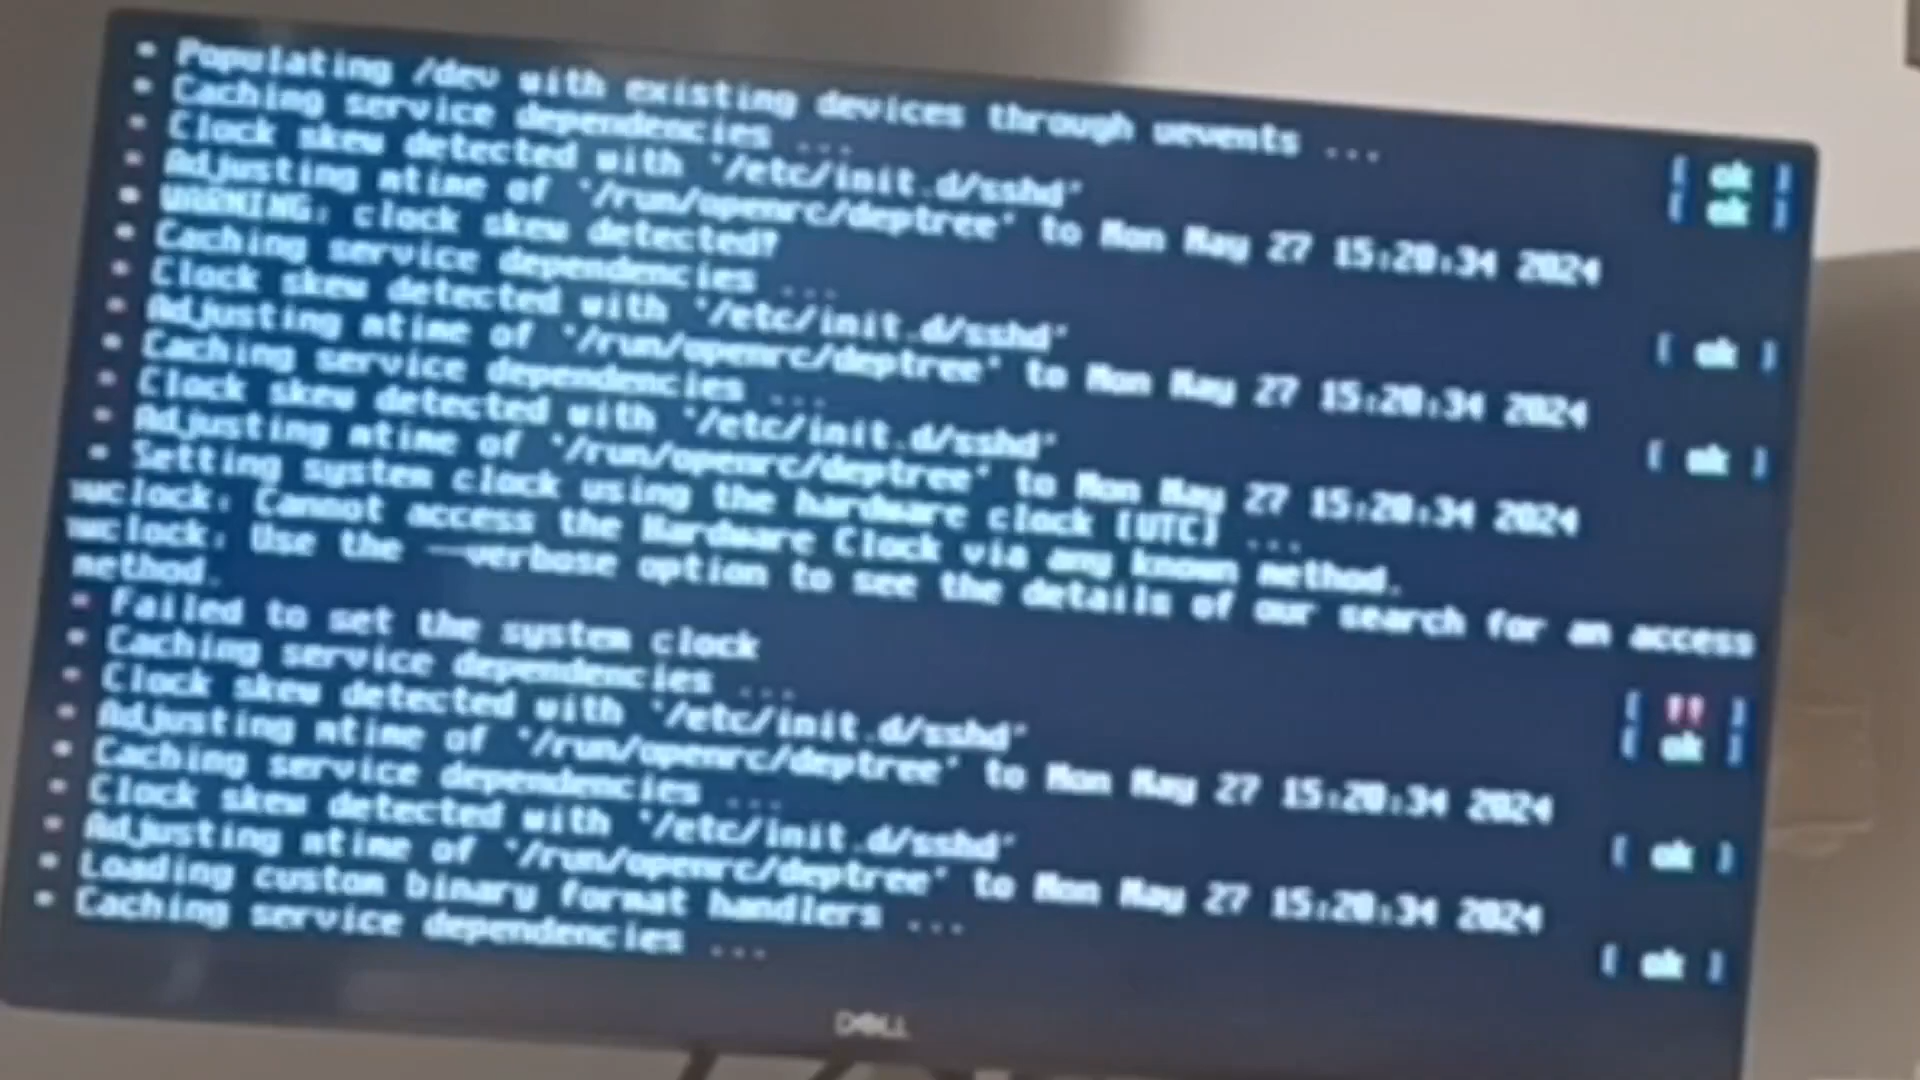 * Populating /dev with existing devices through uevents ... [ ok ]
* Caching service dependencies ... [ ok ]
* Clock skew detected with '/etc/init.d/sshd'
* Adjusting mtime of '/run/openrc/deptree' to Mon May 27 15:20:34 2024
* WARNING: clock skew detected!
* Caching service dependencies ... [ ok ]
* Clock skew detected with '/etc/init.d/sshd'
* Adjusting mtime of '/run/openrc/deptree' to Mon May 27 15:20:34 2024
* Caching service dependencies ... [ ok ]
* Clock skew detected with '/etc/init.d/sshd'
* Adjusting mtime of '/run/openrc/deptree' to Mon May 27 15:20:34 2024
* Setting system clock using the hardware clock [UTC] ...
hwclock: Cannot access the Hardware Clock via any known method.
hwclock: Use the --verbose option to see the details of our search for an access
method.
* Failed to set the system clock [ !! ]
* Caching service dependencies ... [ ok ]
* Clock skew detected with '/etc/init.d/sshd'
* Adjusting mtime of '/run/openrc/deptree' to Mon May 27 15:20:34 2024
* Caching service dependencies ... [ ok ]
* Clock skew detected with '/etc/init.d/sshd'
* Adjusting mtime of '/run/openrc/deptree' to Mon May 27 15:20:34 2024
* Loading custom binary format handlers ... [ ok ]
* Caching service dependencies ...
DELL